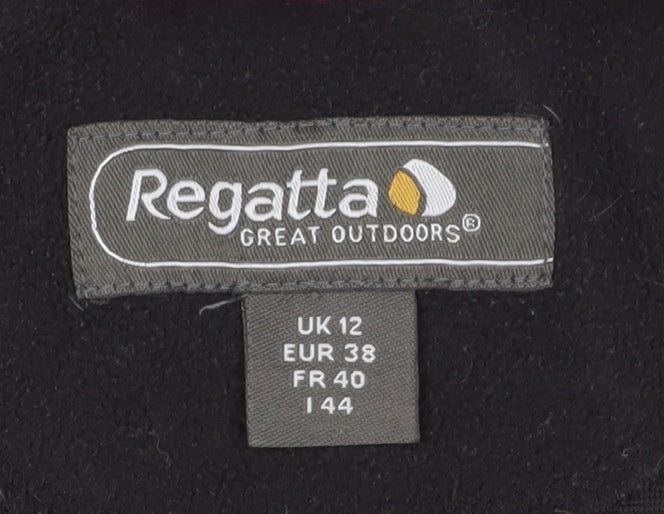 Regatta
GREAT OUTDOORS®
UK 12
EUR 38
FR 40
I 44